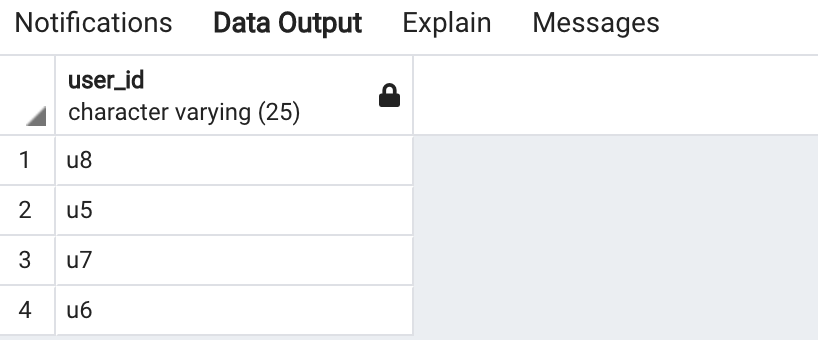 Notifications Data Output Explain Messages
user_id
character varying (25)
1 u8
2 u5
3 u7
4 u6